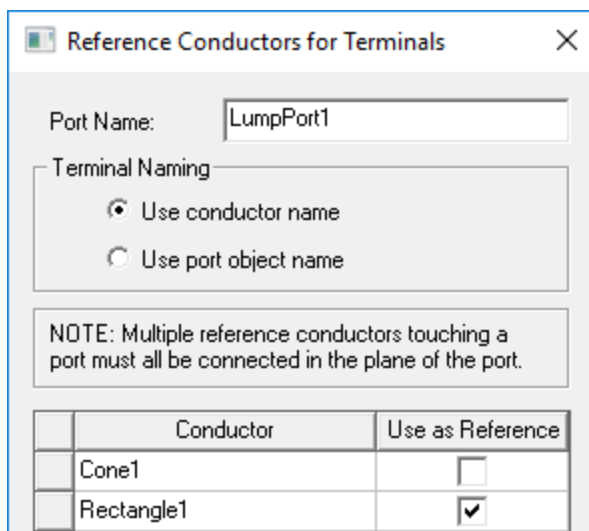 Reference Conductors for Terminals
Port Name: LumpPort1
Terminal Naming
Use conductor name
Use port object name
NOTE: Multiple reference conductors touching a
port must all be connected in the plane of the port.
Conductor Use as Reference
Cone1
Rectangle1